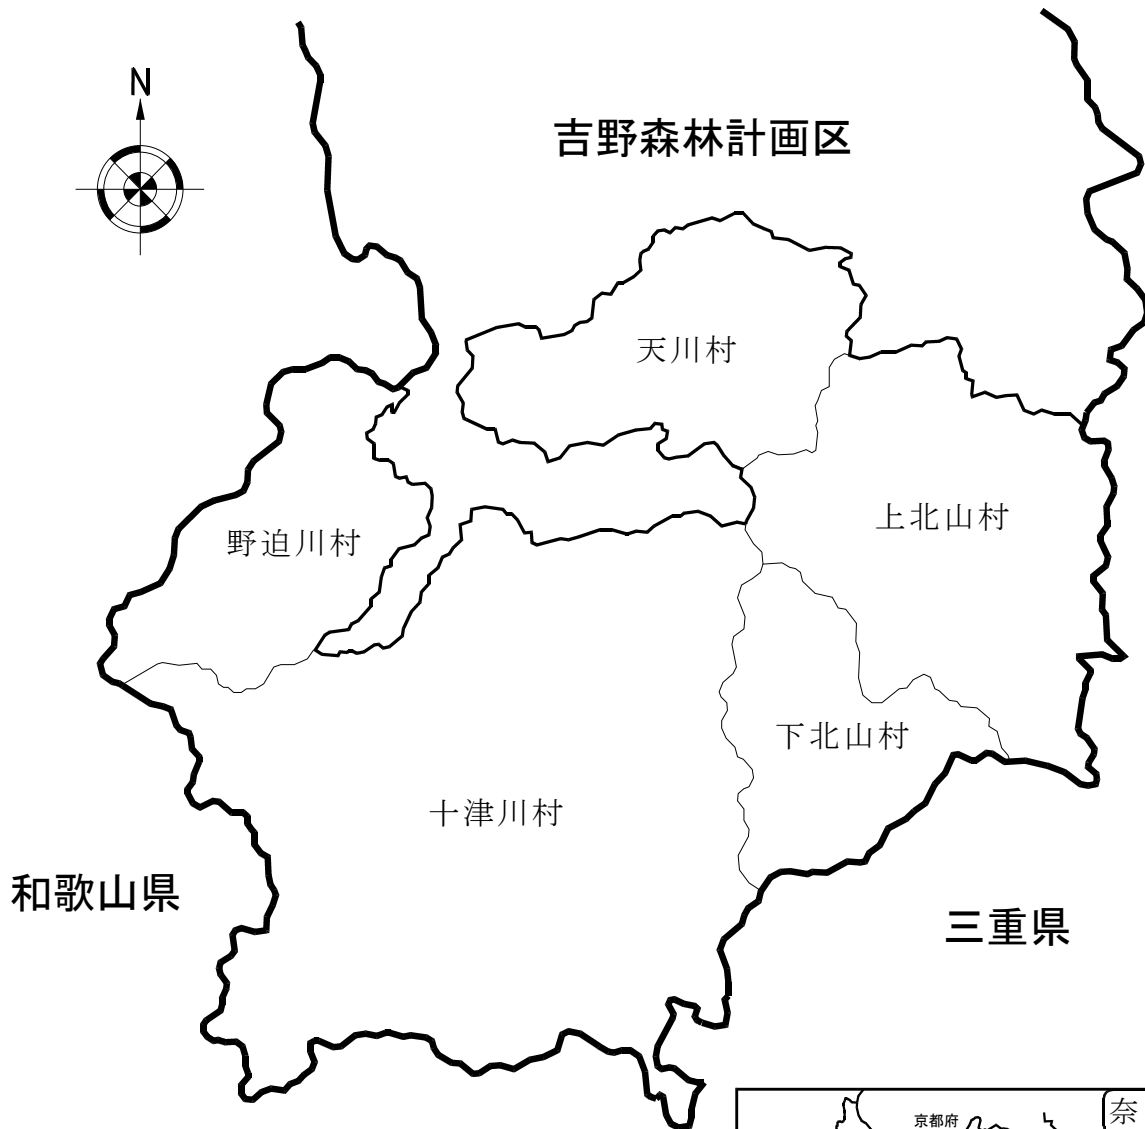 N
吉野森林計画区
天川村
上北山村
野迫川村
下北山村
十津川村
和歌山県
三重県
京都府
奈